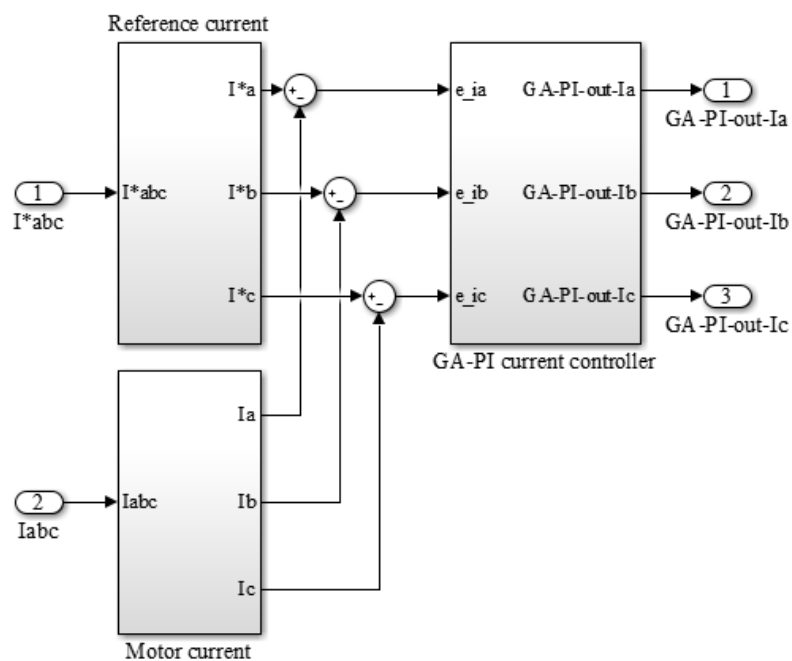 Reference current
I*a
+
-
e_ia
GA-PI-out-Ia
1
GA-PI-out-Ia
1
I*abc
I*abc
I*b
+
-
e_ib
GA-PI-out-Ib
2
GA-PI-out-Ib
I*c
+
-
e_ic
GA-PI-out-Ic
3
GA-PI-out-Ic
GA-PI current controller
Ia
2
Iabc
Iabc
Ib
Ic
Motor current